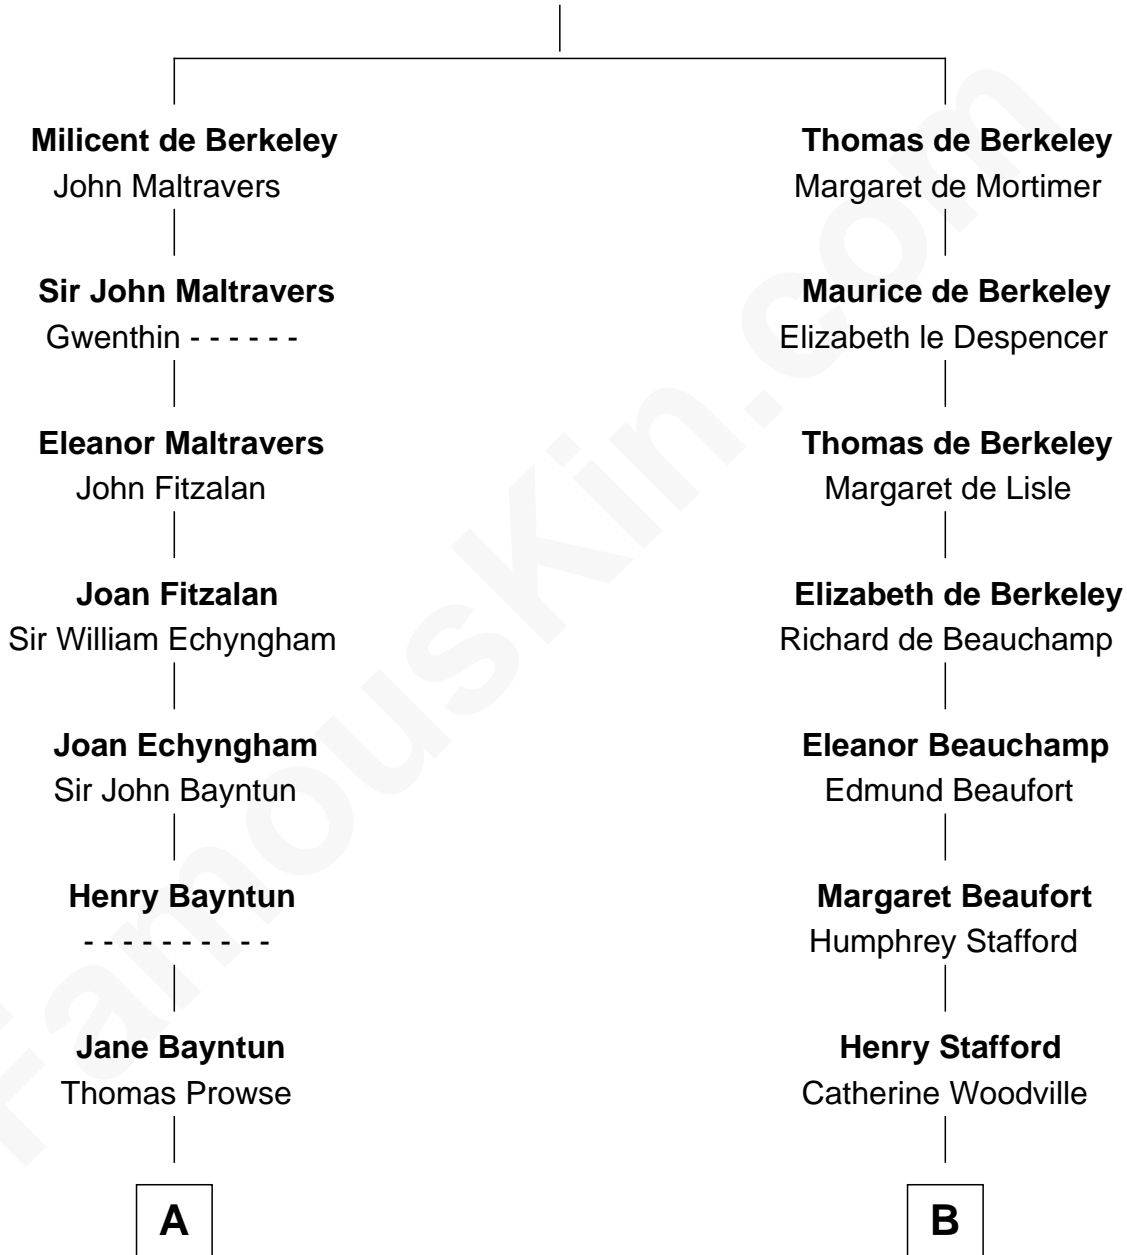 Milicent de Berkeley
John Maltravers
Sir John Maltravers
Gwenthin - - - - - -
Eleanor Maltravers
John Fitzalan
Joan Fitzalan
Sir William Echyngham
Joan Echyngham
Sir John Bayntun
Henry Bayntun
- - - - - - - - - -
Jane Bayntun
Thomas Prowse
A
Thomas de Berkeley
Margaret de Mortimer
Maurice de Berkeley
Elizabeth le Despencer
Thomas de Berkeley
Margaret de Lisle
Elizabeth de Berkeley
Richard de Beauchamp
Eleanor Beauchamp
Edmund Beaufort
Margaret Beaufort
Humphrey Stafford
Henry Stafford
Catherine Woodville
B
FamousKin.com